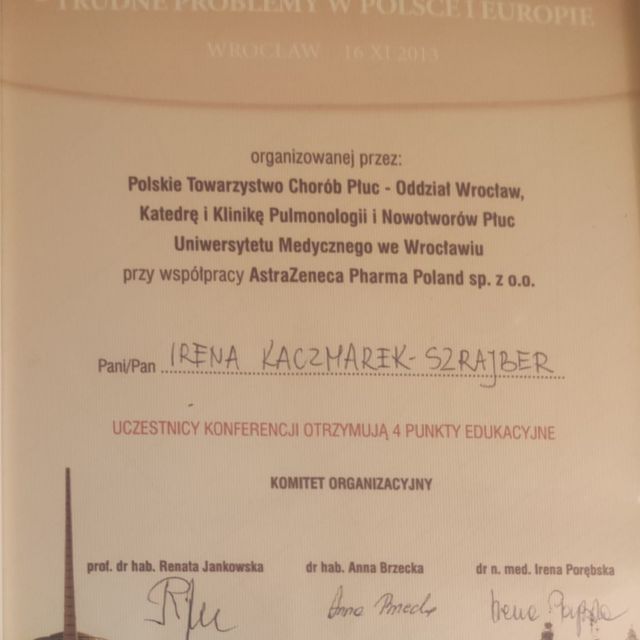 TRUDNE PROBLEMY W POLSCE I EUROPIE
WROCŁAW 16 XI 2013
organizowanej przez:
Polskie Towarzystwo Chorób Płuc - Oddział Wrocław,
Katedrę i Klinikę Pulmonologii i Nowotworów Płuc
Uniwersytetu Medycznego we Wrocławiu
przy współpracy AstraZeneca Pharma Poland sp. z o.o.
Pani/Pan IRENA KACZMAREK-SZRAJBER
UCZESTNICY KONFERENCJI OTRZYMUJĄ 4 PUNKTY EDUKACYJNE
KOMITET ORGANIZACYJNY
prof. dr hab. Renata Jankowska dr hab. Anna Brzecka dr n. med. Irena Porębska